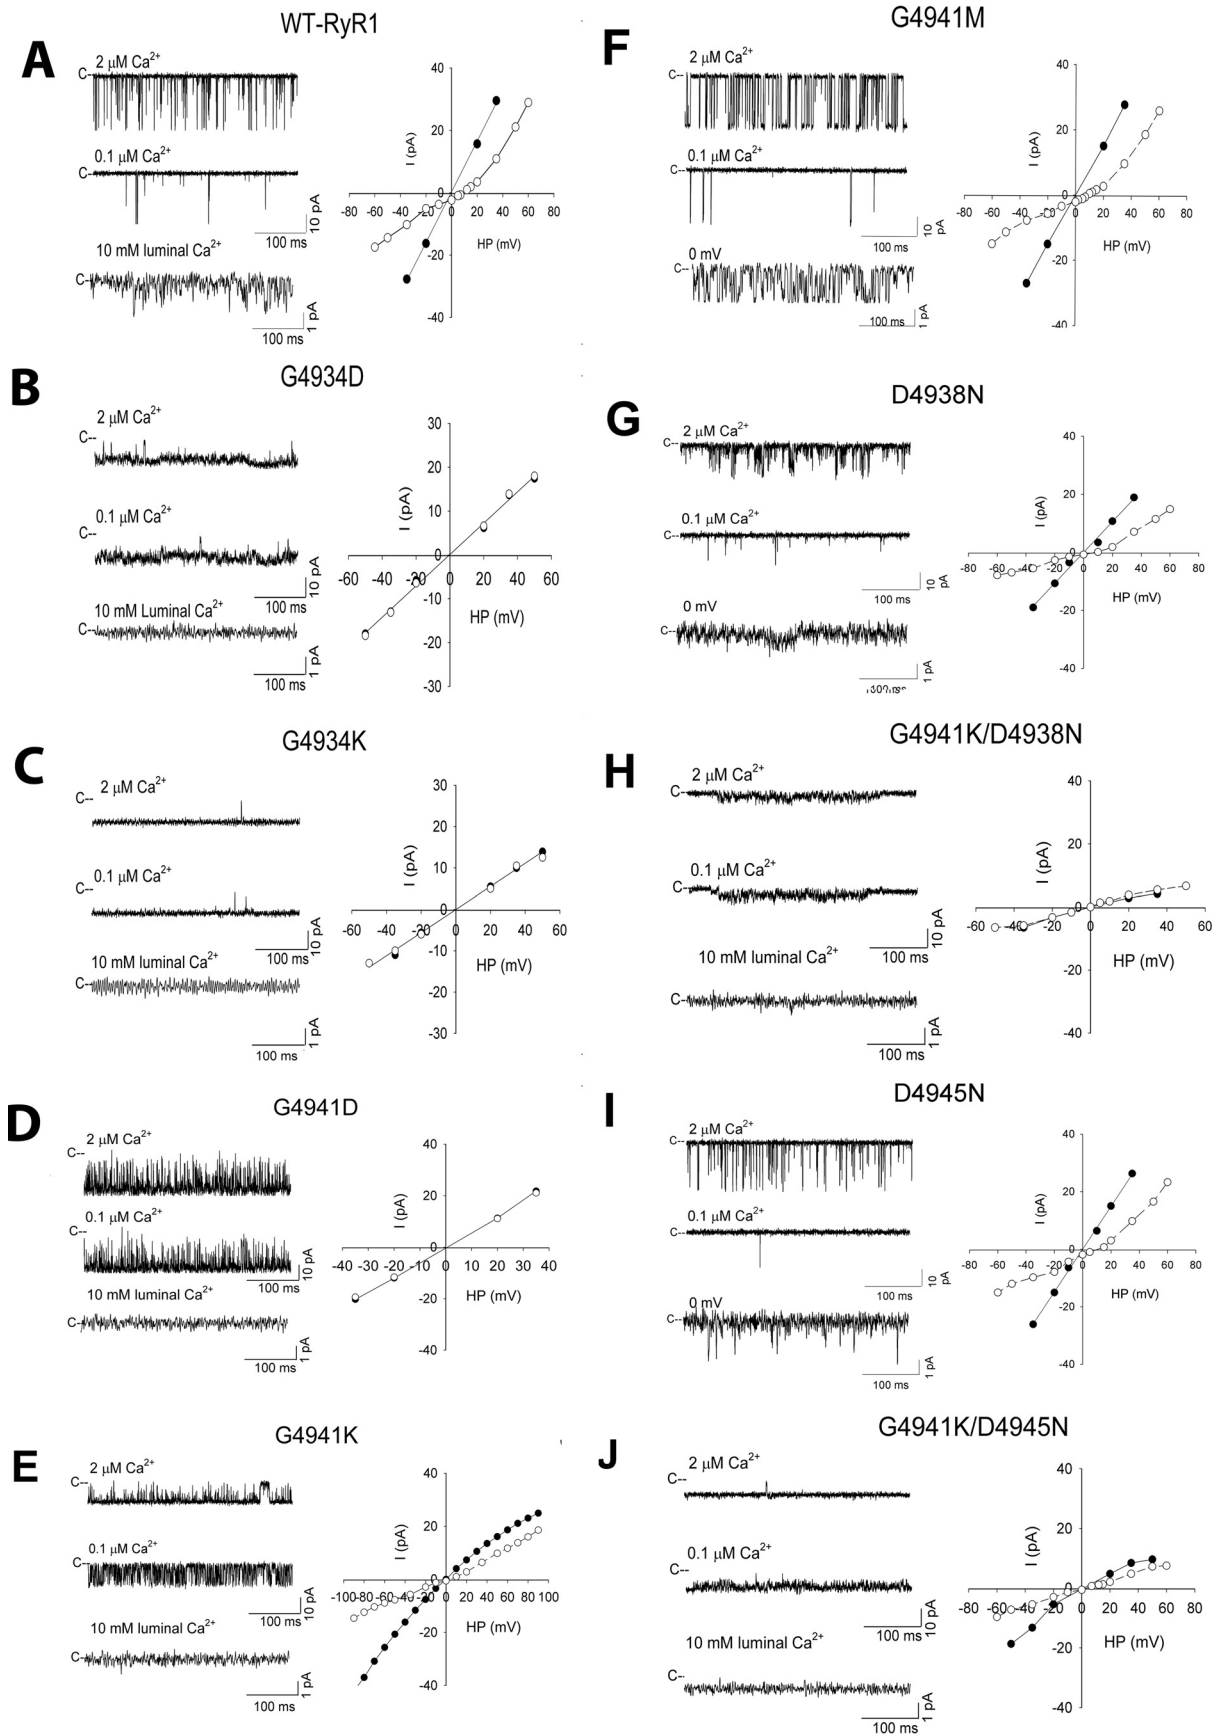 WT-RyR1
A
2 μM Ca2+
C--
0.1 μM Ca2+
C--
10 pA
100 ms
10 mM luminal Ca2+
C--
1 pA
100 ms
I (pA)
40
20
0
-20
-40
-80 -60 -40 -20 0 20 40 60 80
HP (mV)
B
G4934D
2 μM Ca2+
C--
0.1 μM Ca2+
C--
10 pA
100 ms
10 mM Luminal Ca2+
C--
1 pA
100 ms
I (pA)
30
20
10
0
-10
-20
-30
-60 -40 -20 0 20 40 60
HP (mV)
C
G4934K
2 μM Ca2+
C--
0.1 μM Ca2+
C--
10 pA
100 ms
10 mM luminal Ca2+
C--
1 pA
100 ms
I (pA)
30
20
10
0
-10
-20
-30
-60 -40 -20 0 20 40 60
HP (mV)
D
G4941D
2 μM Ca2+
C--
0.1 μM Ca2+
C--
10 pA
100 ms
10 mM luminal Ca2+
C--
1 pA
100 ms
I (pA)
40
20
0
-20
-40
-40 -30 -20 -10 0 10 20 30 40
HP (mV)
E
G4941K
2 μM Ca2+
C--
0.1 μM Ca2+
C--
10 pA
100 ms
10 mM luminal Ca2+
C--
1 pA
100 ms
I (pA)
40
20
0
-20
-40
-100 -80 -60 -40 -20 0 20 40 60 80 100
HP (mV)
F
G4941M
2 μM Ca2+
C--
0.1 μM Ca2+
C--
10 pA
100 ms
0 mV
C--
1 pA
100 ms
I (pA)
40
20
0
-20
-40
-80 -60 -40 -20 0 20 40 60 80
HP (mV)
G
D4938N
2 μM Ca2+
C--
0.1 μM Ca2+
C--
10 pA
100 ms
0 mV
C--
1 pA
I (pA)
40
20
0
-20
-40
-80 -60 -40 -20 0 20 40 60 80
HP (mV)
H
G4941K/D4938N
2 μM Ca2+
C--
0.1 μM Ca2+
C--
10 pA
100 ms
10 mM luminal Ca2+
C--
1 pA
100 ms
I (pA)
40
20
0
-20
-40
-60 -40 -20 0 20 40 60
HP (mV)
I
D4945N
2 μM Ca2+
C--
0.1 μM Ca2+
C--
10 pA
100 ms
0 mV
C--
1 pA
100 ms
I (pA)
40
20
0
-20
-40
-80 -60 -40 -20 0 20 40 60 80
HP (mV)
J
G4941K/D4945N
2 μM Ca2+
C--
0.1 μM Ca2+
C--
10 pA
100 ms
10 mM luminal Ca2+
C--
1 pA
100 ms
I (pA)
40
20
0
-20
-40
-80 -60 -40 -20 0 20 40 60 80
HP (mV)